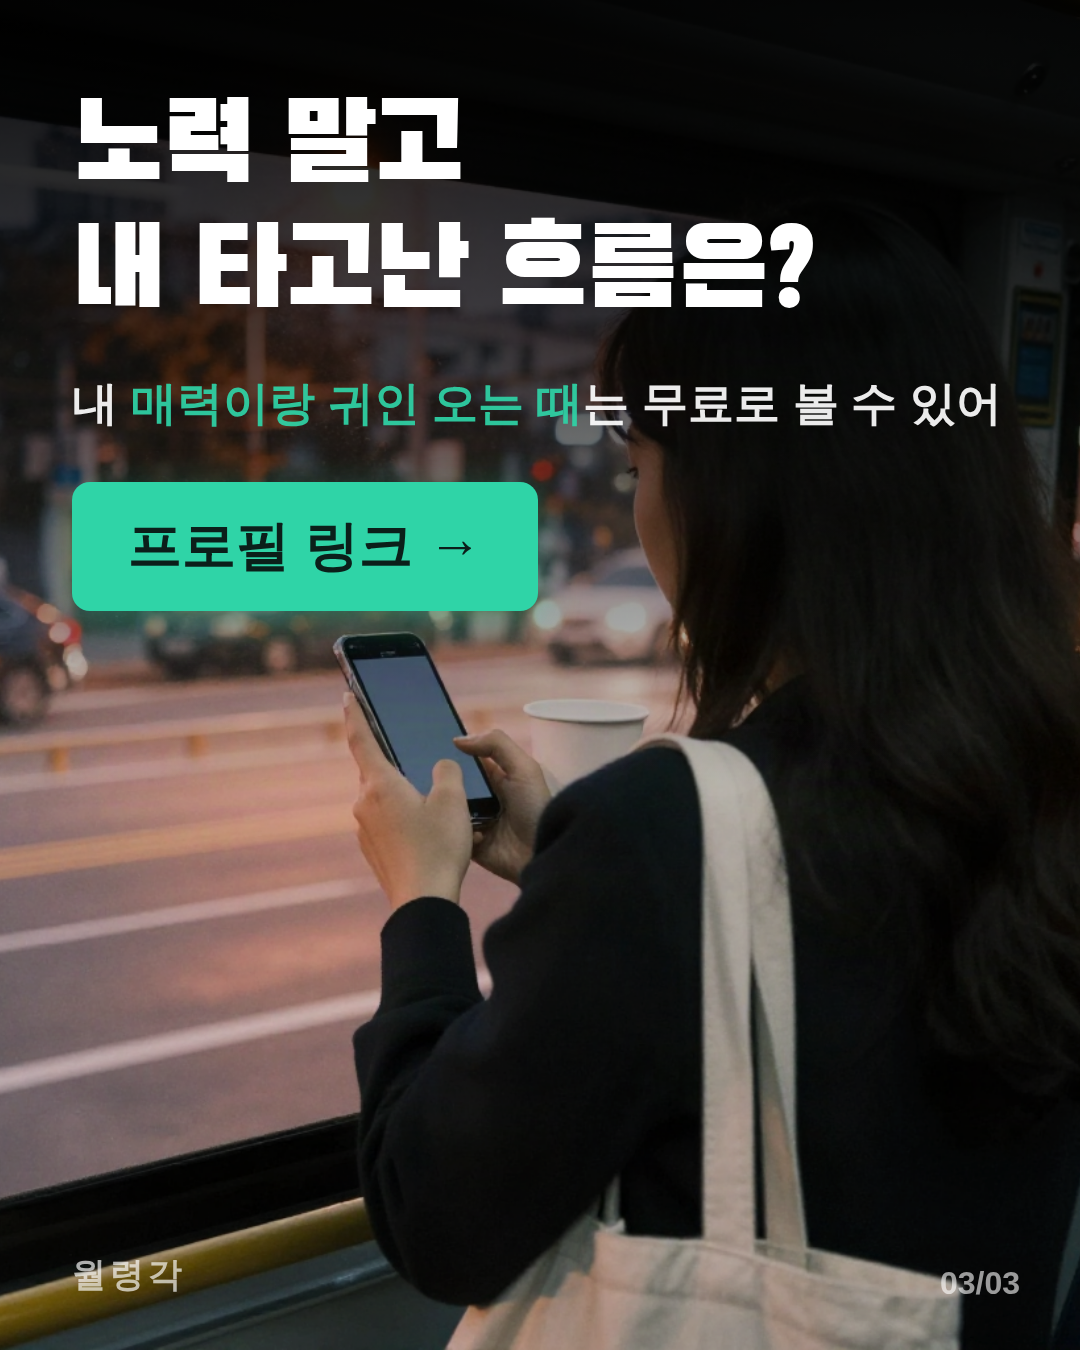 노력 말고
내 타고난 흐름은?
내 매력이랑 귀인 오는 때는 무료로 볼 수 있어
프로필 링크 →
월령각
03/03